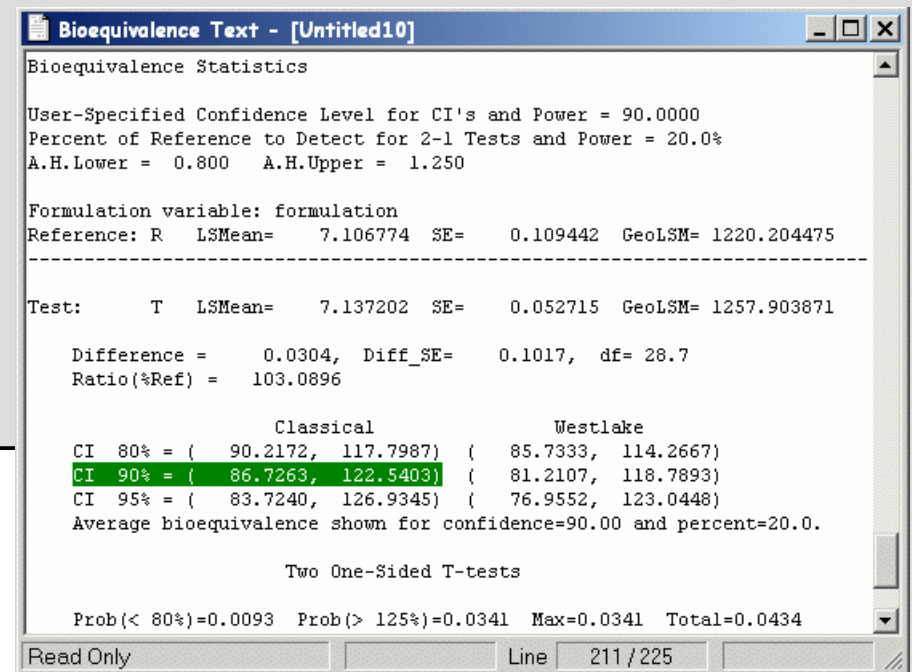 Bioequivalence Text - [Untitled10]
Bioequivalence Statistics
User-Specified Confidence Level for CI's and Power = 90.0000
Percent of Reference to Detect for 2-1 Tests and Power = 20.0%
A.H.Lower = 0.800 A.H.Upper = 1.250
Formulation variable: formulation
Reference: R LSMean= 7.106774 SE= 0.109442 GeoLSM= 1220.204475
---------------------------------------------------------------------------
Test: T LSMean= 7.137202 SE= 0.052715 GeoLSM= 1257.903871
Difference = 0.0304, Diff_SE= 0.1017, df= 28.7
Ratio(%Ref) = 103.0896
Classical Westlake
CI 80% = ( 90.2172, 117.7987) ( 85.7333, 114.2667)
CI 90% = ( 86.7263, 122.5403) ( 81.2107, 118.7893)
CI 95% = ( 83.7240, 126.9345) ( 76.9552, 123.0448)
Average bioequivalence shown for confidence=90.00 and percent=20.0.
Two One-Sided T-tests
Prob(< 80%)=0.0093 Prob(> 125%)=0.0341 Max=0.0341 Total=0.0434
Read Only Line 211 / 225